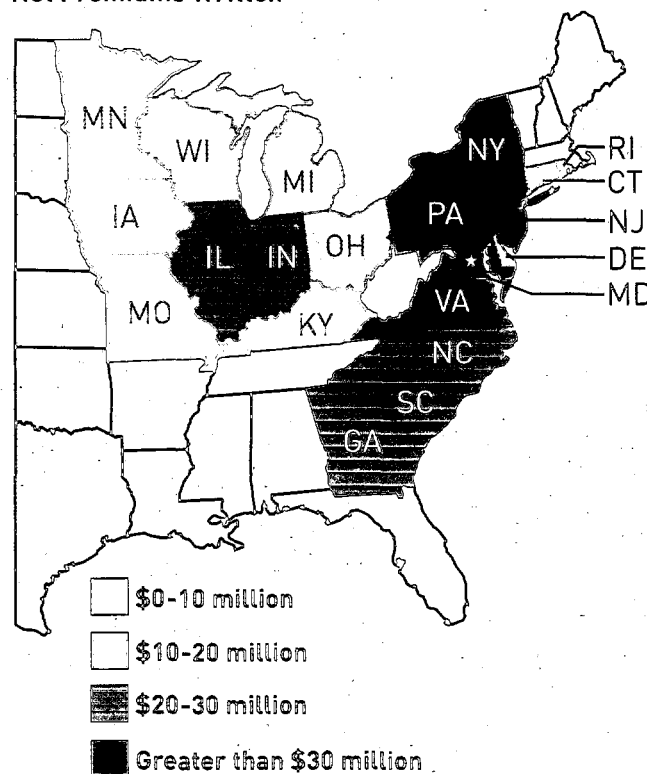 Net Premiums Written
MN
WI
MI
NY
RI
CT
IA
PA
NJ
IL
IN
OH
DE
MD
MO
KY
VA
NC
SC
GA
$0-10 million
$10-20 million
$20-30 million
Greater than $30 million